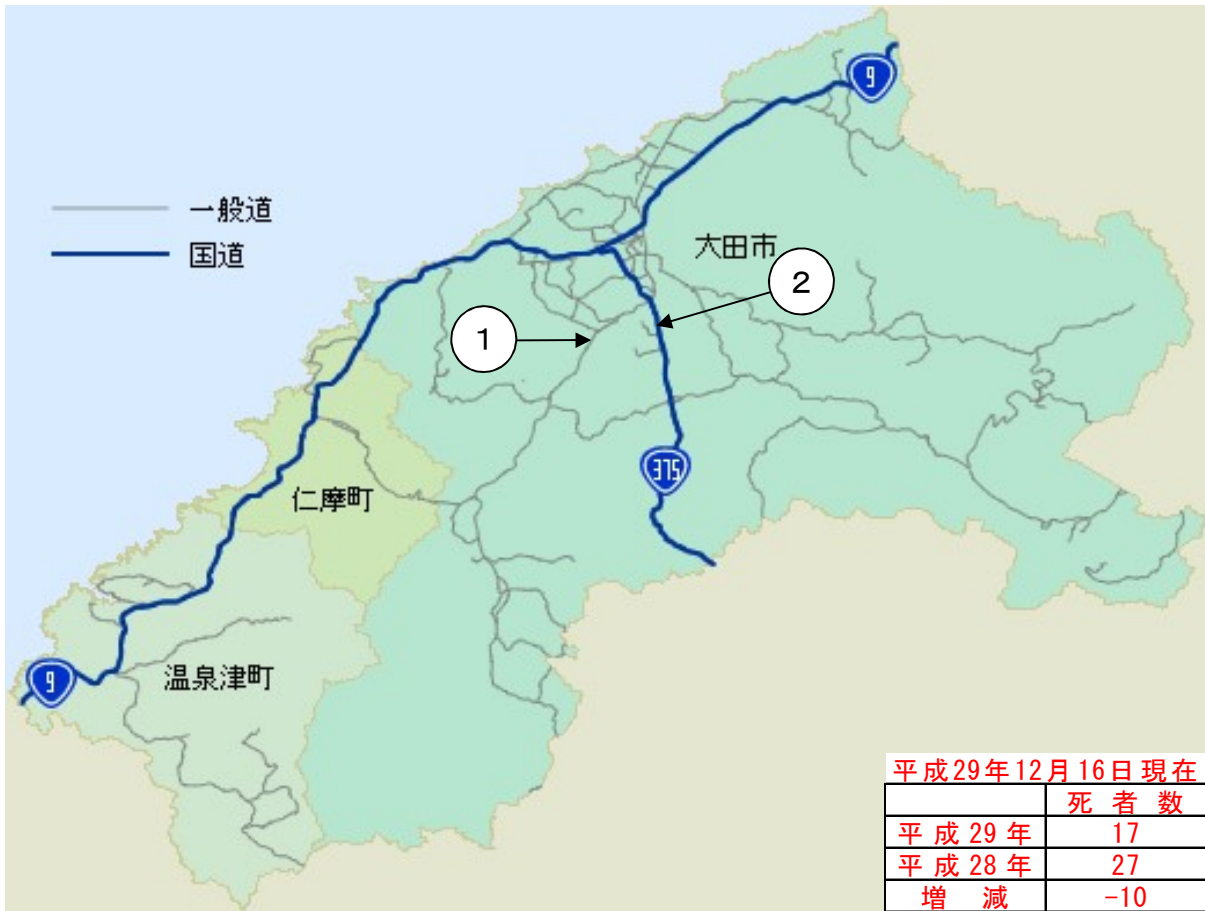 9
一般道
国道
大田市
2
1
375
仁摩町
温泉津町
9
平成29年12月16日現在
死者数
平成29年 17
平成28年 27
増減 -10